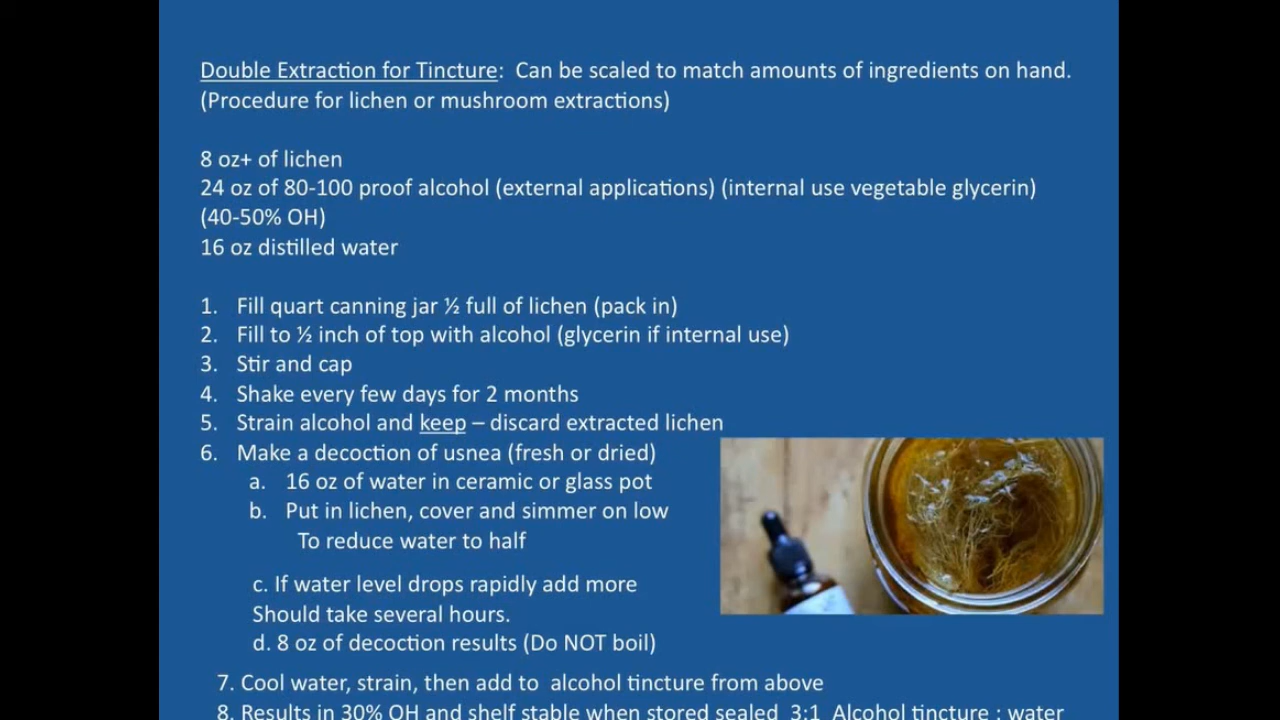 Double Extraction for Tincture:  Can be scaled to match amounts of ingredients on hand.
(Procedure for lichen or mushroom extractions)
8 oz+ of lichen
24 oz of 80-100 proof alcohol (external applications) (internal use vegetable glycerin)
(40-50% OH)
16 oz distilled water
1. Fill quart canning jar ½ full of lichen (pack in)
2. Fill to ½ inch of top with alcohol (glycerin if internal use)
3. Stir and cap
4. Shake every few days for 2 months
5. Strain alcohol and keep – discard extracted lichen
6. Make a decoction of usnea (fresh or dried)
a. 16 oz of water in ceramic or glass pot
b. Put in lichen, cover and simmer on low
To reduce water to half
c. If water level drops rapidly add more
Should take several hours.
d. 8 oz of decoction results (Do NOT boil)
7. Cool water, strain, then add to  alcohol tincture from above
8. Results in 30% OH and shelf stable when stored sealed  3:1  Alcohol tincture : water